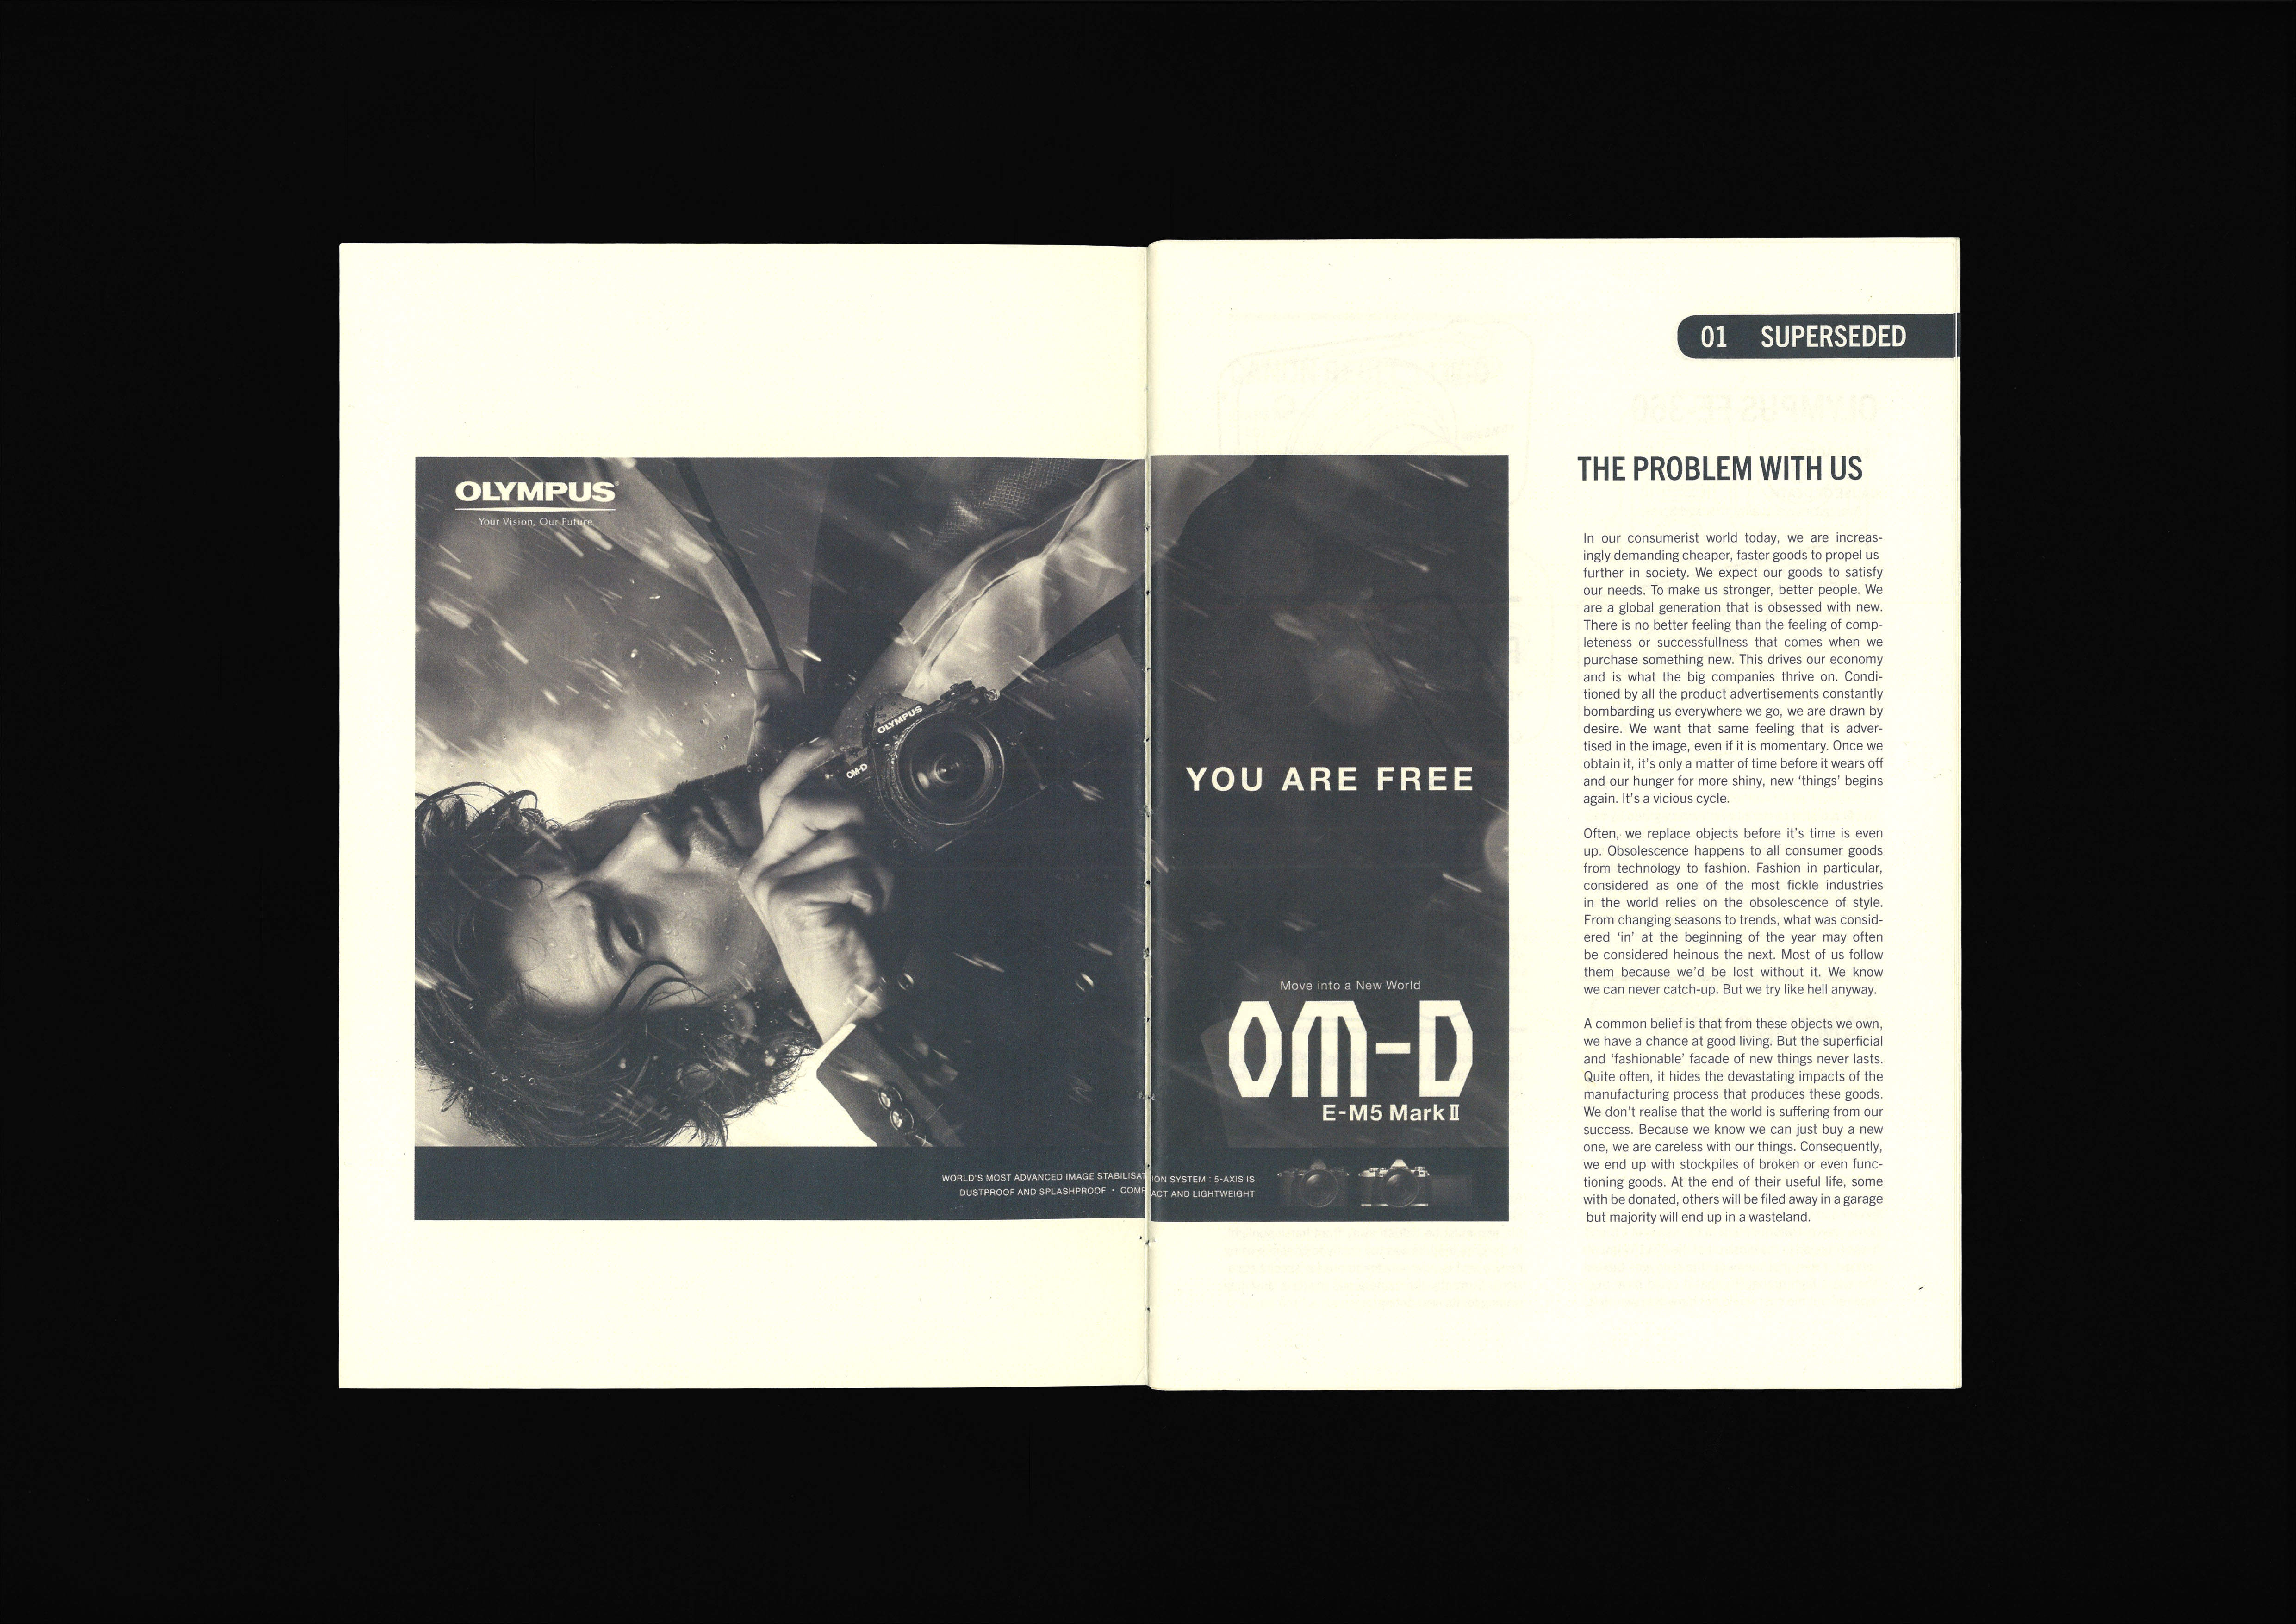 OLYMPUS®
Your Vision, Our Future
OLYMPUS
OM-D
YOU ARE FREE
Move into a New World
OM-D
E-M5 Mark II
WORLD'S MOST ADVANCED IMAGE STABILISATION SYSTEM : 5-AXIS IS
DUSTPROOF AND SPLASHPROOF • COMPACT AND LIGHTWEIGHT
01 SUPERSEDED
THE PROBLEM WITH US
In our consumerist world today, we are increas-
ingly demanding cheaper, faster goods to propel us
further in society. We expect our goods to satisfy
our needs. To make us stronger, better people. We
are a global generation that is obsessed with new.
There is no better feeling than the feeling of comp-
leteness or successfullness that comes when we
purchase something new. This drives our economy
and is what the big companies thrive on. Condi-
tioned by all the product advertisements constantly
bombarding us everywhere we go, we are drawn by
desire. We want that same feeling that is adver-
tised in the image, even if it is momentary. Once we
obtain it, it's only a matter of time before it wears off
and our hunger for more shiny, new ‘things’ begins
again. It's a vicious cycle.
Often, we replace objects before it's time is even
up. Obsolescence happens to all consumer goods
from technology to fashion. Fashion in particular,
considered as one of the most fickle industries
in the world relies on the obsolescence of style.
From changing seasons to trends, what was consid-
ered ‘in’ at the beginning of the year may often
be considered heinous the next. Most of us follow
them because we'd be lost without it. We know
we can never catch-up. But we try like hell anyway.
A common belief is that from these objects we own,
we have a chance at good living. But the superficial
and ‘fashionable’ facade of new things never lasts.
Quite often, it hides the devastating impacts of the
manufacturing process that produces these goods.
We don't realise that the world is suffering from our
success. Because we know we can just buy a new
one, we are careless with our things. Consequently,
we end up with stockpiles of broken or even func-
tioning goods. At the end of their useful life, some
with be donated, others will be filed away in a garage
but majority will end up in a wasteland.